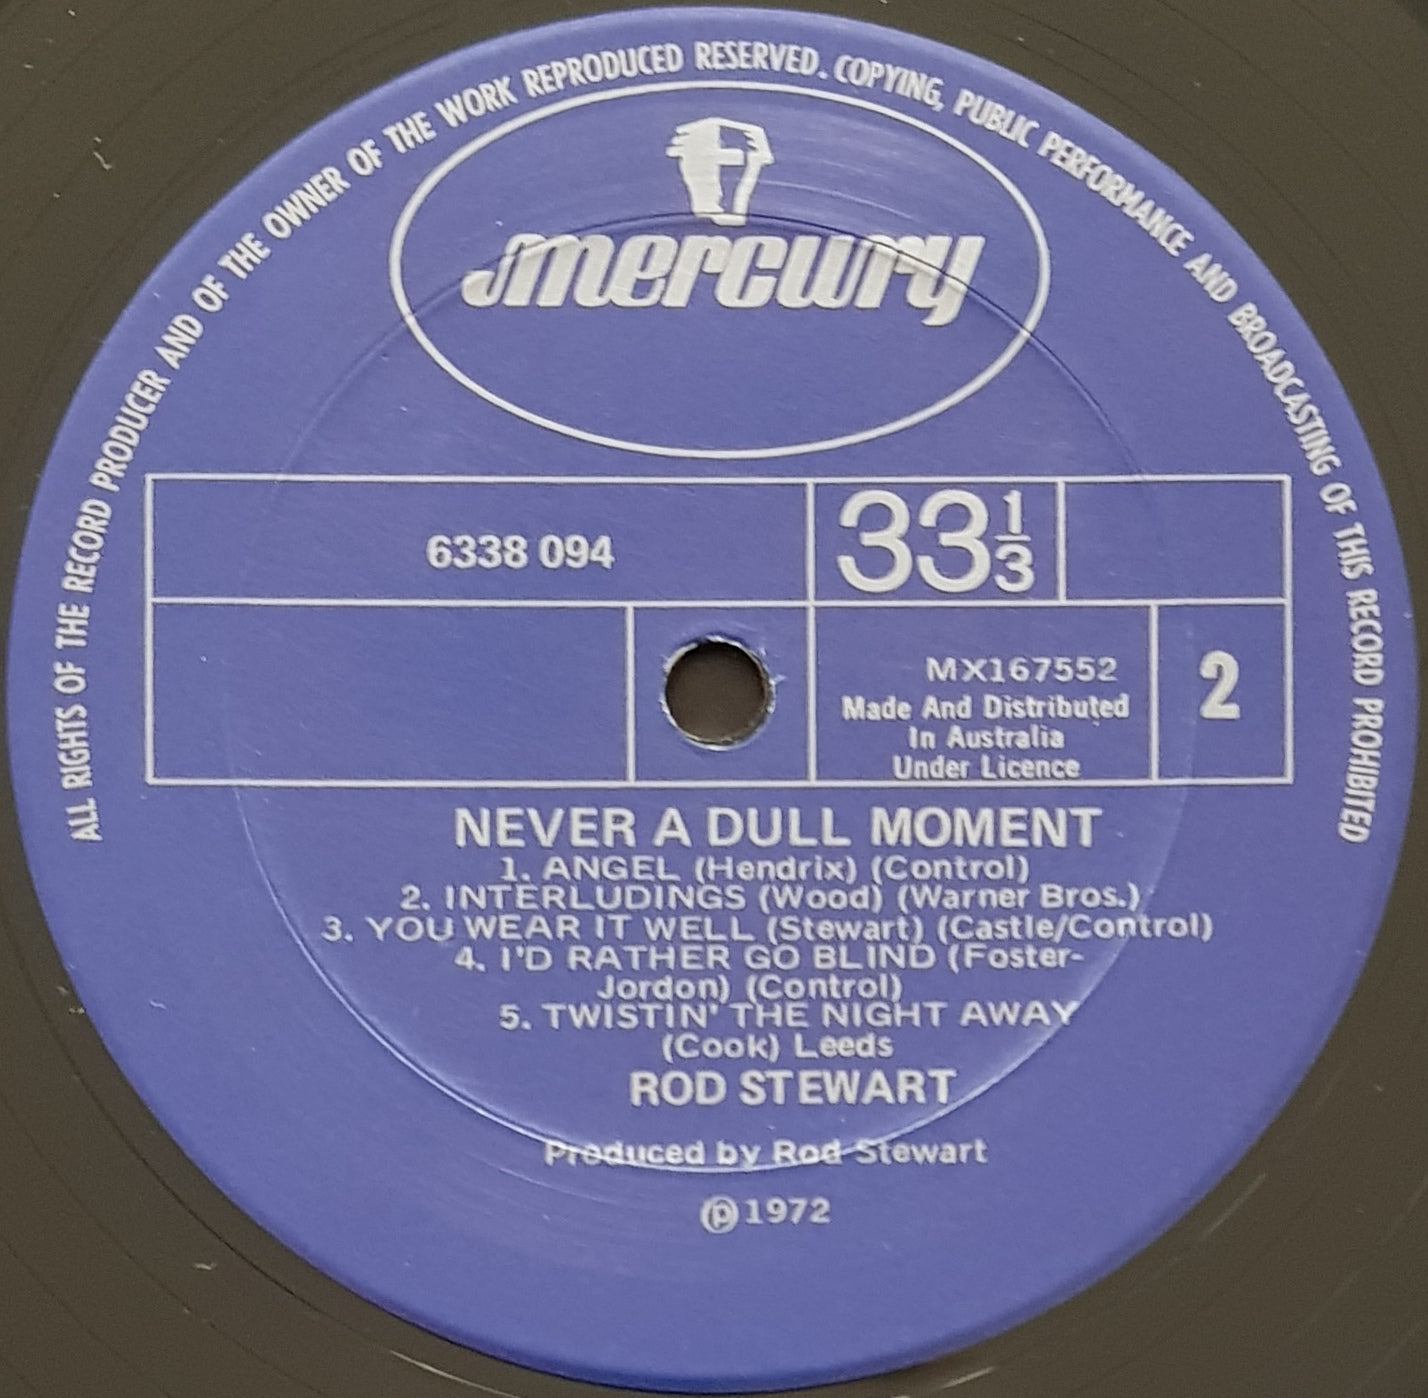 ALL RIGHTS OF THE RECORD PRODUCER AND OF THE OWNER OF THE WORK REPRODUCED RESERVED. COPYING, PUBLIC PERFORMANCE AND BROADCASTING OF THIS RECORD PROHIBITED
mercury
6338 094
33 1/3
MX167552
Made And Distributed
In Australia
Under Licence
2
NEVER A DULL MOMENT
1. ANGEL (Hendrix) (Control)
2. INTERLUDINGS (Wood) (Warner Bros.)
3. YOU WEAR IT WELL (Stewart) (Castle/Control)
4. I'D RATHER GO BLIND (Foster-
Jordon) (Control)
5. TWISTIN' THE NIGHT AWAY
(Cook) Leeds
ROD STEWART
Produced by Rod Stewart
℗1972